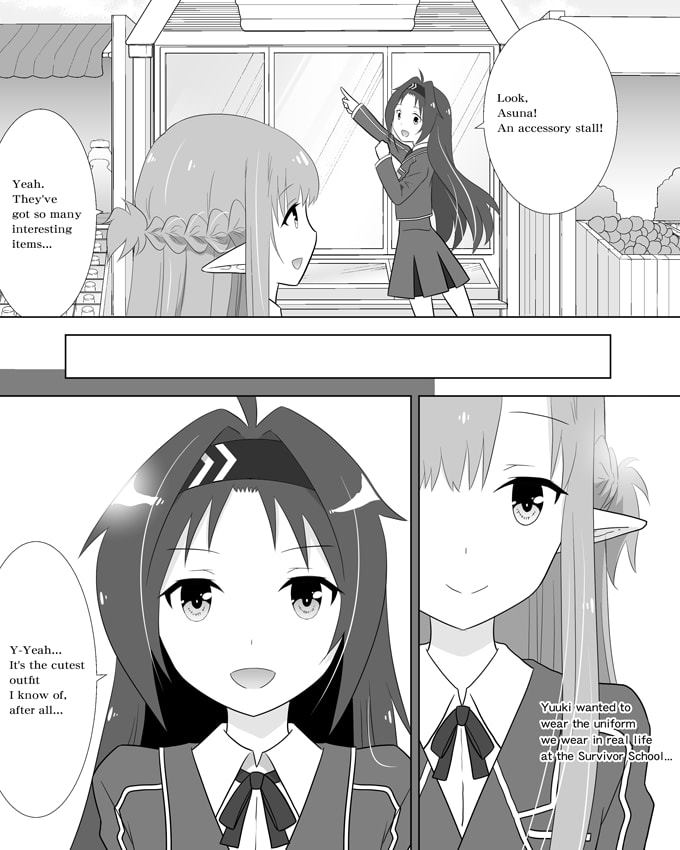 Look,
Asuna!
An accessory stall!
Yeah.
They've
got so many
interesting
items...
Y-Yeah...
It's the cutest
outfit
I know of,
after all...
Yuuki wanted to
wear the uniform
we wear in real life
at the Survivor School...